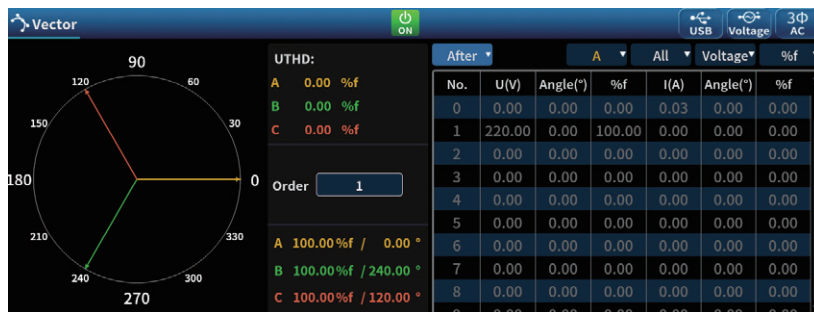 Vector
ON
USB
Voltage
3Φ
AC
90
120
60
150
30
180
0
210
330
240
300
270
UTHD:
A 0.00 %f
B 0.00 %f
C 0.00 %f
Order 1
A 100.00%f / 0.00 °
B 100.00%f / 240.00 °
C 100.00%f / 120.00 °
After A All Voltage %f
No. U(V) Angle(°) %f I(A) Angle(°) %f
0 0.00 0.00 0.00 0.03 0.00 0.00
1 220.00 0.00 100.00 0.00 0.00 0.00
2 0.00 0.00 0.00 0.00 0.00 0.00
3 0.00 0.00 0.00 0.00 0.00 0.00
4 0.00 0.00 0.00 0.00 0.00 0.00
5 0.00 0.00 0.00 0.00 0.00 0.00
6 0.00 0.00 0.00 0.00 0.00 0.00
7 0.00 0.00 0.00 0.00 0.00 0.00
8 0.00 0.00 0.00 0.00 0.00 0.00